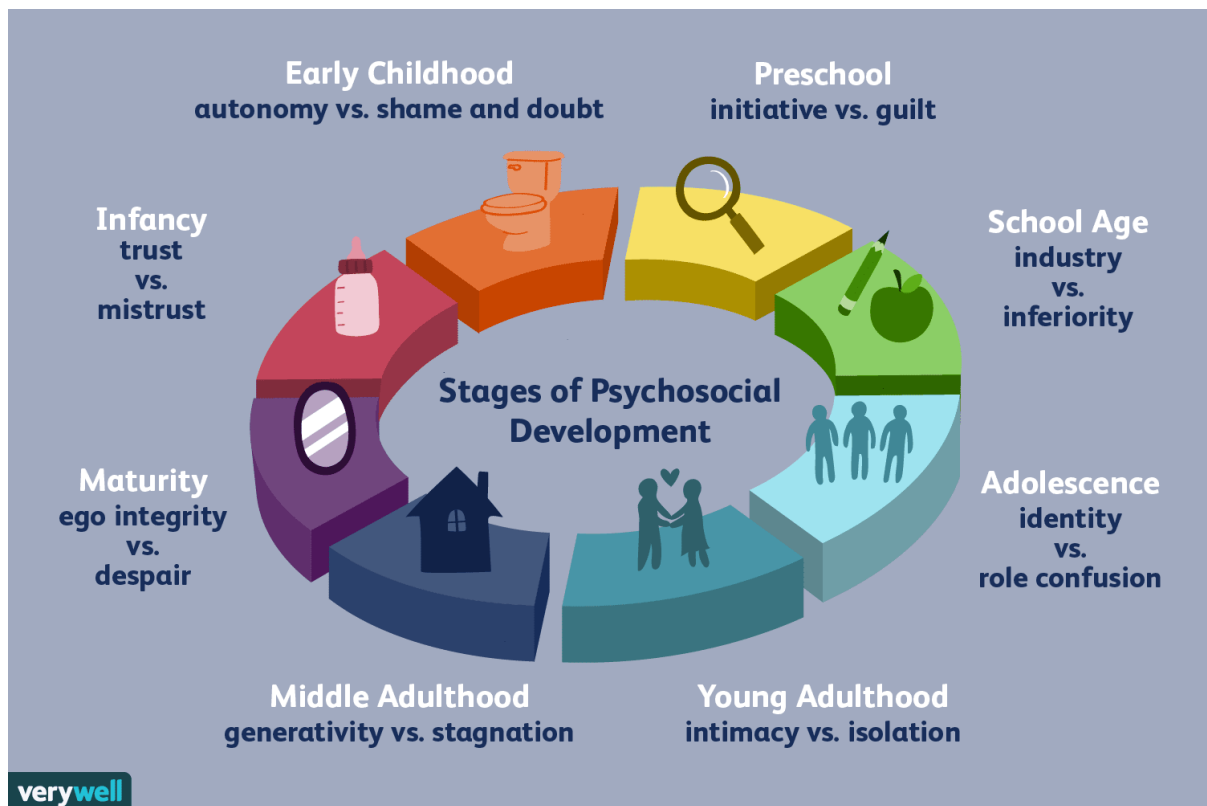 Early Childhood
autonomy vs. shame and doubt
Preschool
initiative vs. guilt
Infancy
trust
vs.
mistrust
School Age
industry
vs.
inferiority
Stages of Psychosocial
Development
Maturity
ego integrity
vs.
despair
Adolescence
identity
vs.
role confusion
Middle Adulthood
generativity vs. stagnation
Young Adulthood
intimacy vs. isolation
verywell